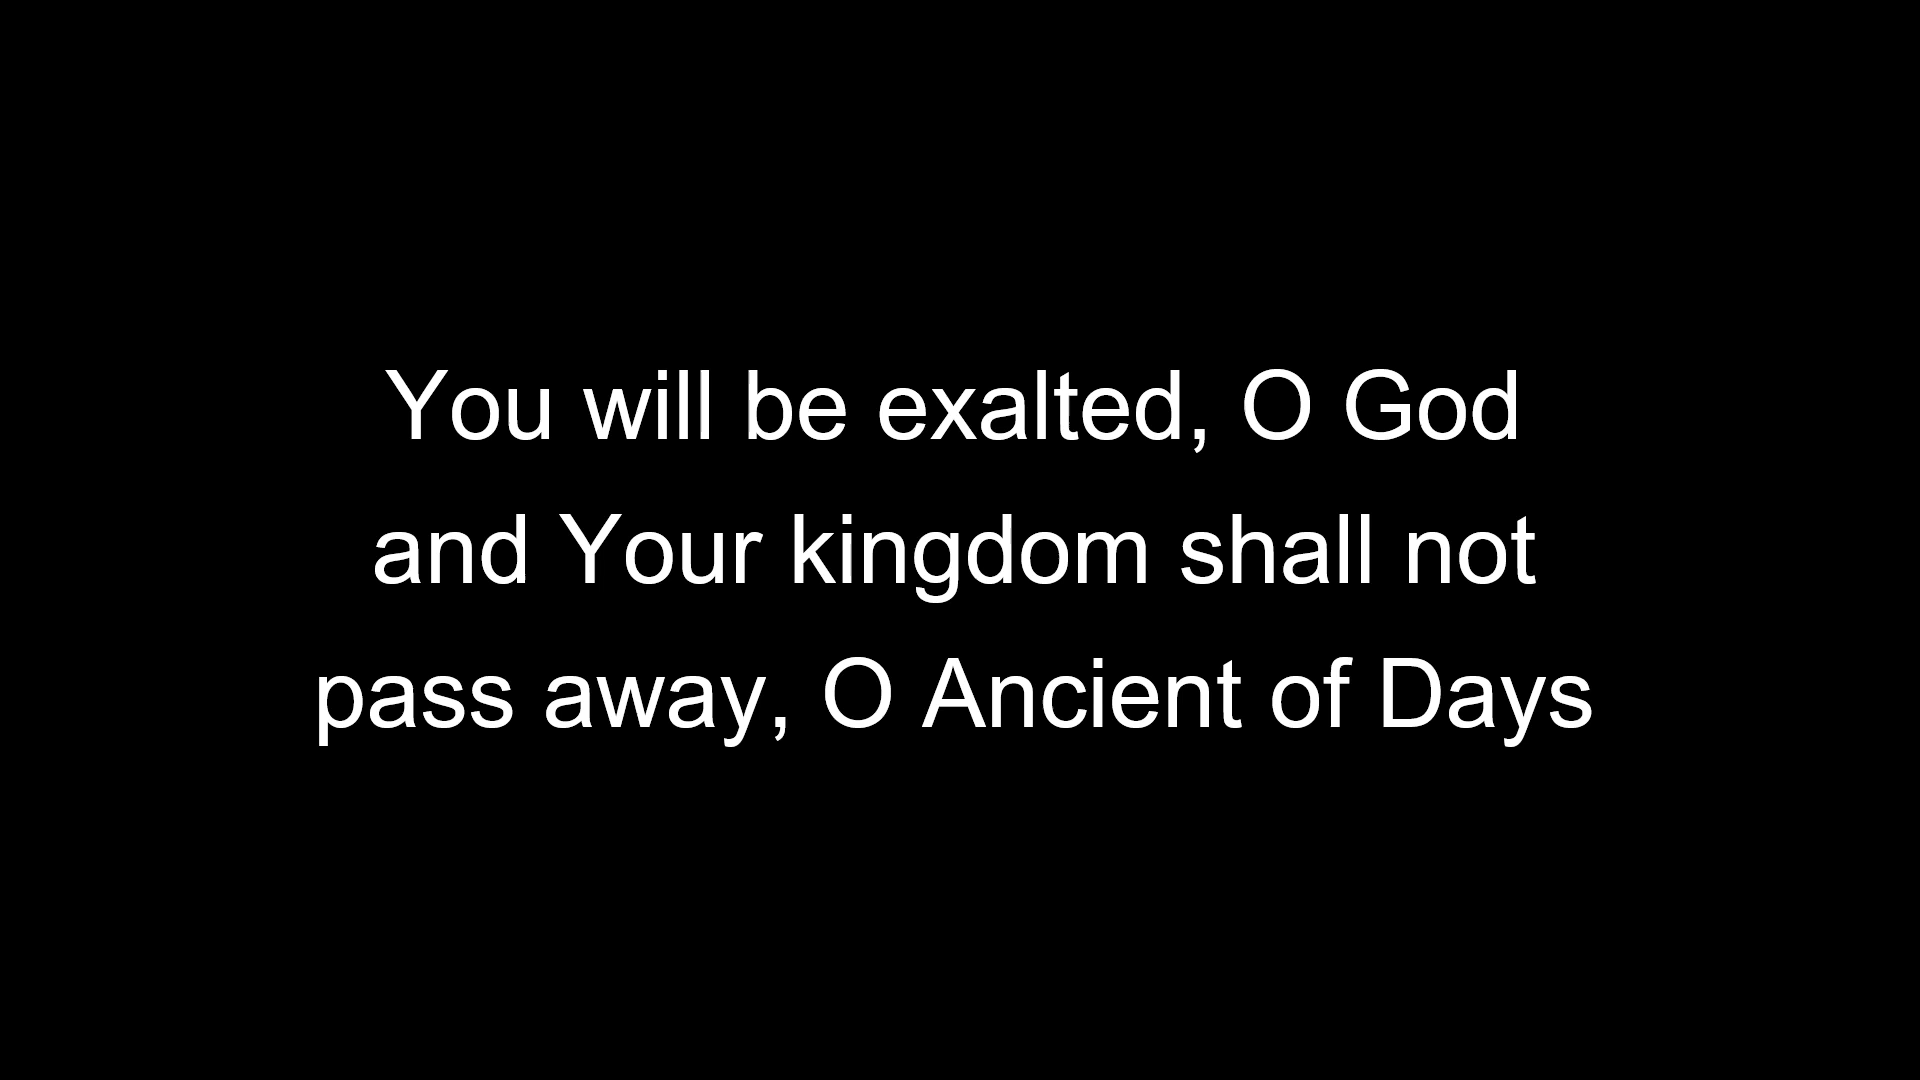 You will be exalted, O God
and Your kingdom shall not
pass away, O Ancient of Days